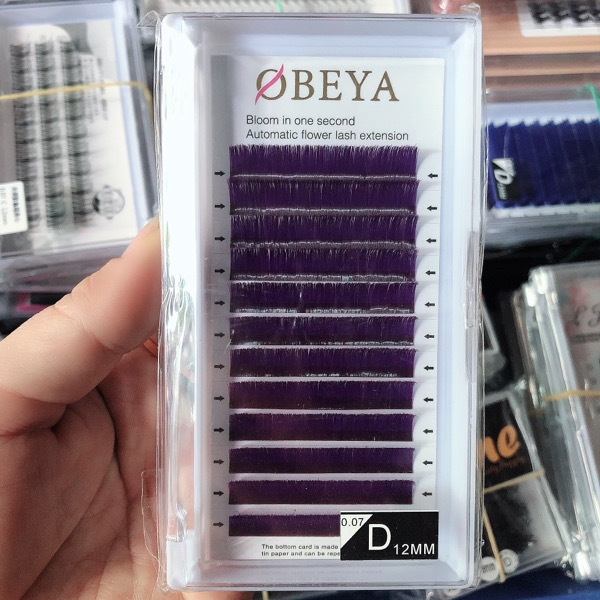 OBEYA
Bloom in one second
Automatic flower lash extension
0.07
D
12MM
The bottom card is made
tin paper and can be repe
D